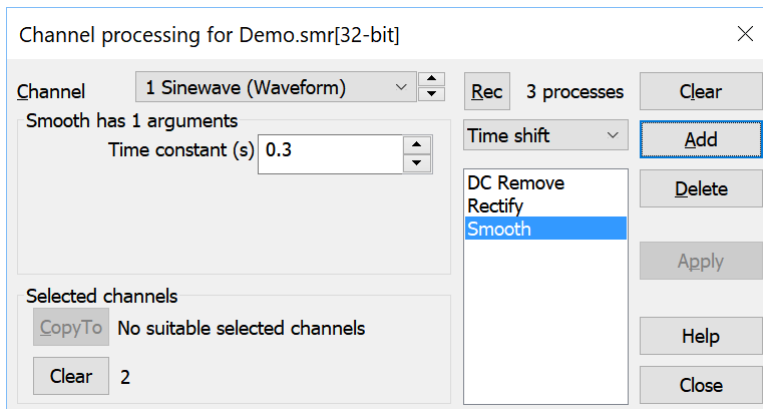 Channel processing for Demo.smr[32-bit]
Channel 1 Sinewave (Waveform)
Smooth has 1 arguments
Time constant (s) 0.3
Selected channels
CopyTo No suitable selected channels
Clear 2
Rec 3 processes
Time shift
DC Remove
Rectify
Smooth
Clear
Add
Delete
Apply
Help
Close